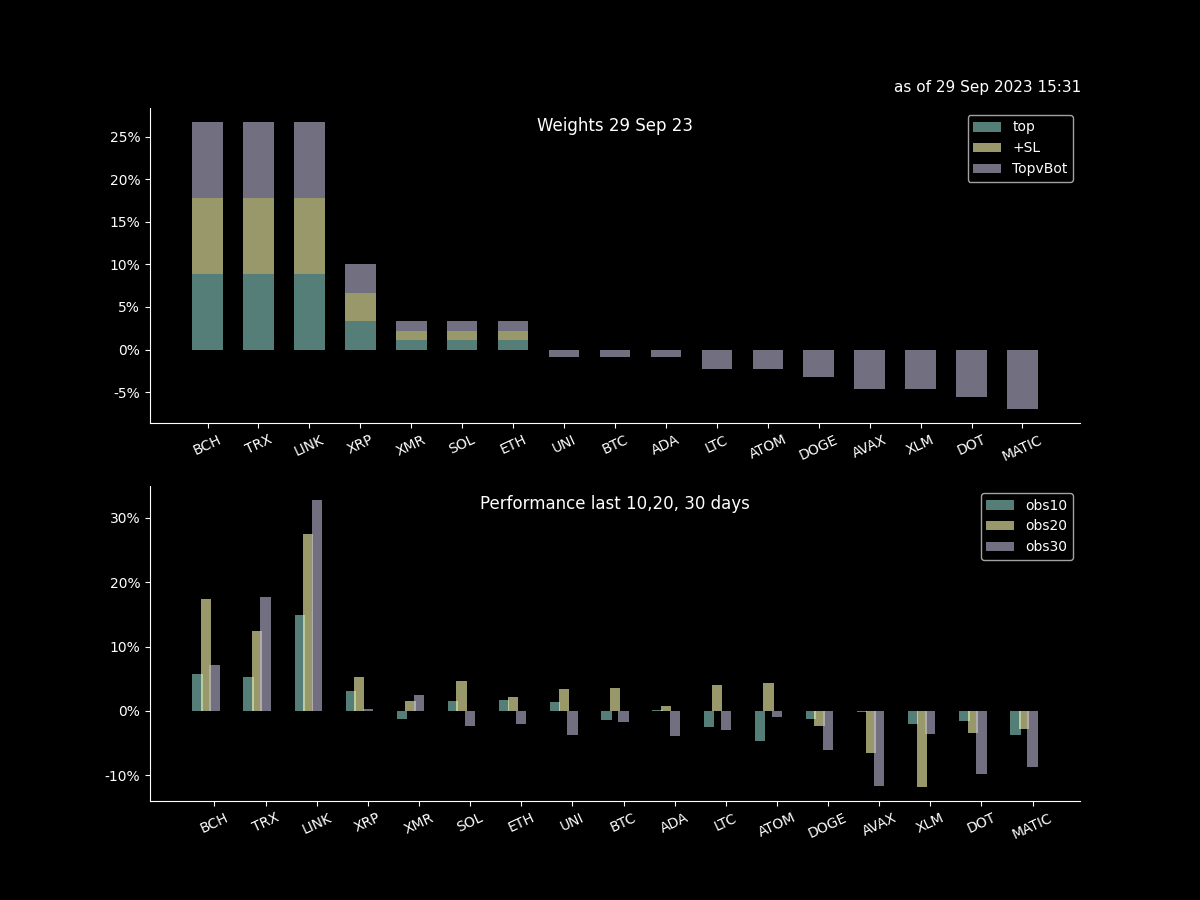 as of 29 Sep 2023 15:31
Weights 29 Sep 23
top
+SL
TopvBot
25%
20%
15%
10%
5%
0%
-5%
BCH TRX LINK XRP XMR SOL ETH UNI BTC ADA LTC ATOM DOGE AVAX XLM DOT MATIC
Performance last 10,20, 30 days
obs10
obs20
obs30
30%
20%
10%
0%
-10%
BCH TRX LINK XRP XMR SOL ETH UNI BTC ADA LTC ATOM DOGE AVAX XLM DOT MATIC